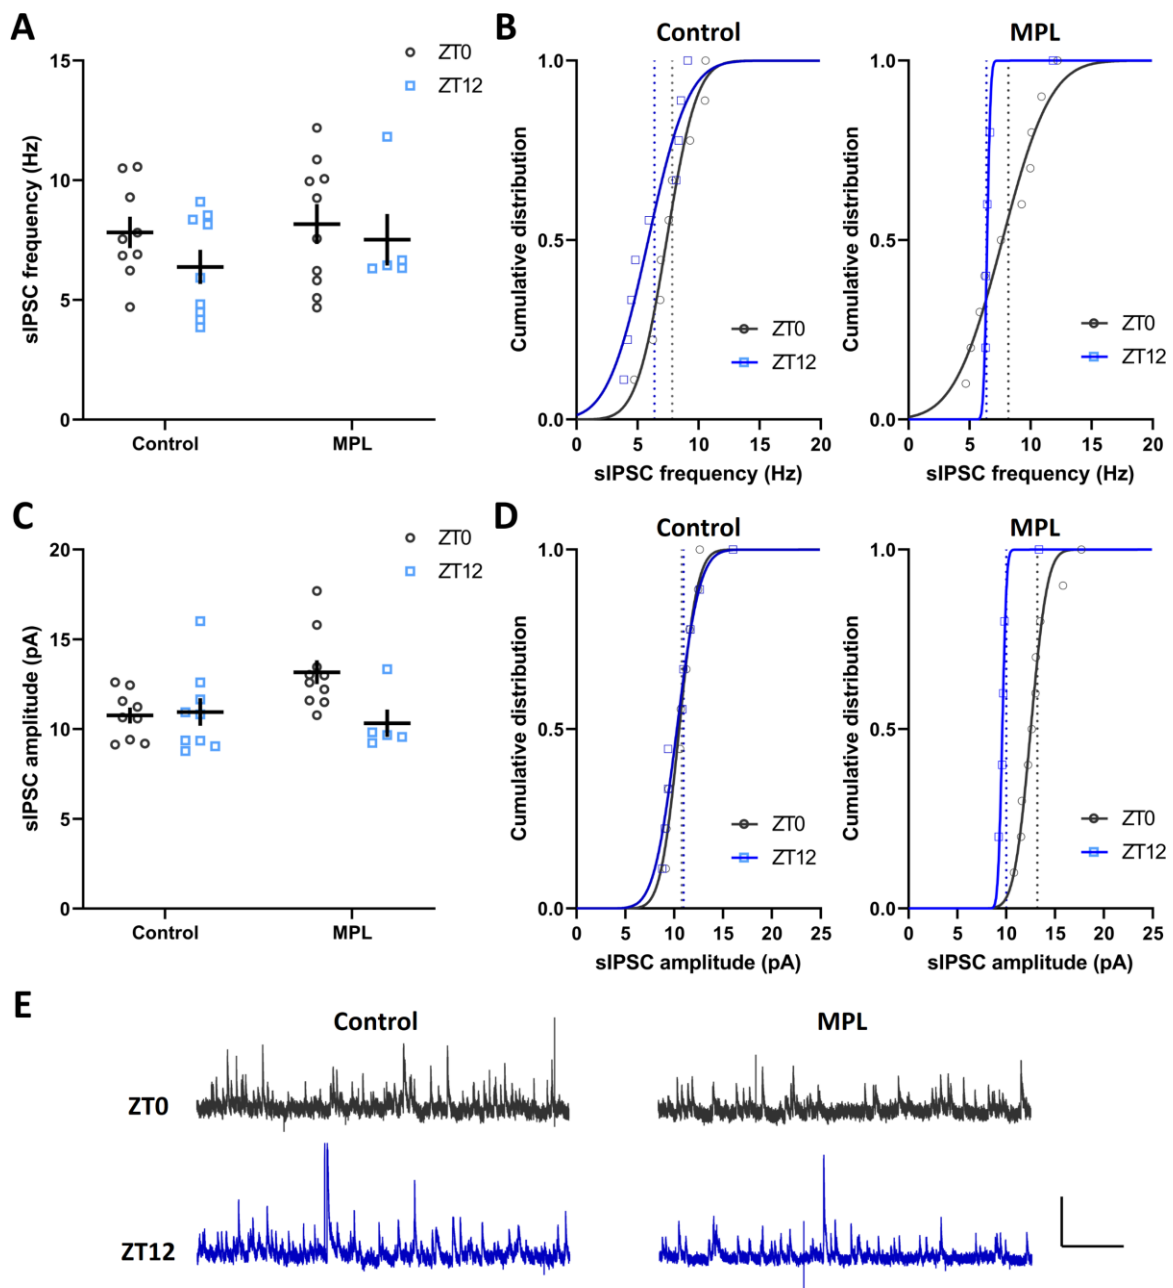 A
ZT0
ZT12
15
10
5
0
sIPSC frequency (Hz)
Control
MPL
B
Control
MPL
1.0
0.5
0.0
Cumulative distribution
ZT0
ZT12
0
5
10
15
20
sIPSC frequency (Hz)
1.0
0.5
0.0
Cumulative distribution
ZT0
ZT12
0
5
10
15
20
sIPSC frequency (Hz)
C
ZT0
ZT12
20
15
10
5
0
sIPSC amplitude (pA)
Control
MPL
D
Control
MPL
1.0
0.5
0.0
Cumulative distribution
ZT0
ZT12
0
5
10
15
20
25
sIPSC amplitude (pA)
1.0
0.5
0.0
Cumulative distribution
ZT0
ZT12
0
5
10
15
20
25
sIPSC amplitude (pA)
E
Control
MPL
ZT0
ZT12